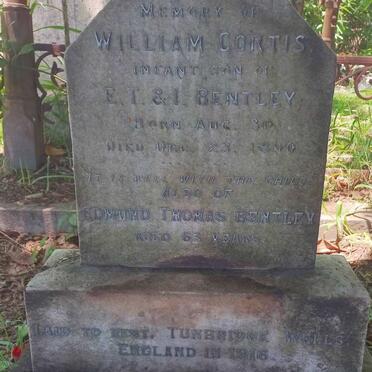 MEMORY OF
WILLIAM CORTIS
INFANT SON OF
E. T. & I. BENTLEY
BORN AUG. 30
DIED DEC. 23, 1890
IT IS WELL WITH THE CHILD
ALSO OF
EDMUND THOMAS BENTLEY
AGED 63 YEARS
LAID TO REST, TUNBRIDGE WELLS
ENGLAND IN 1916.